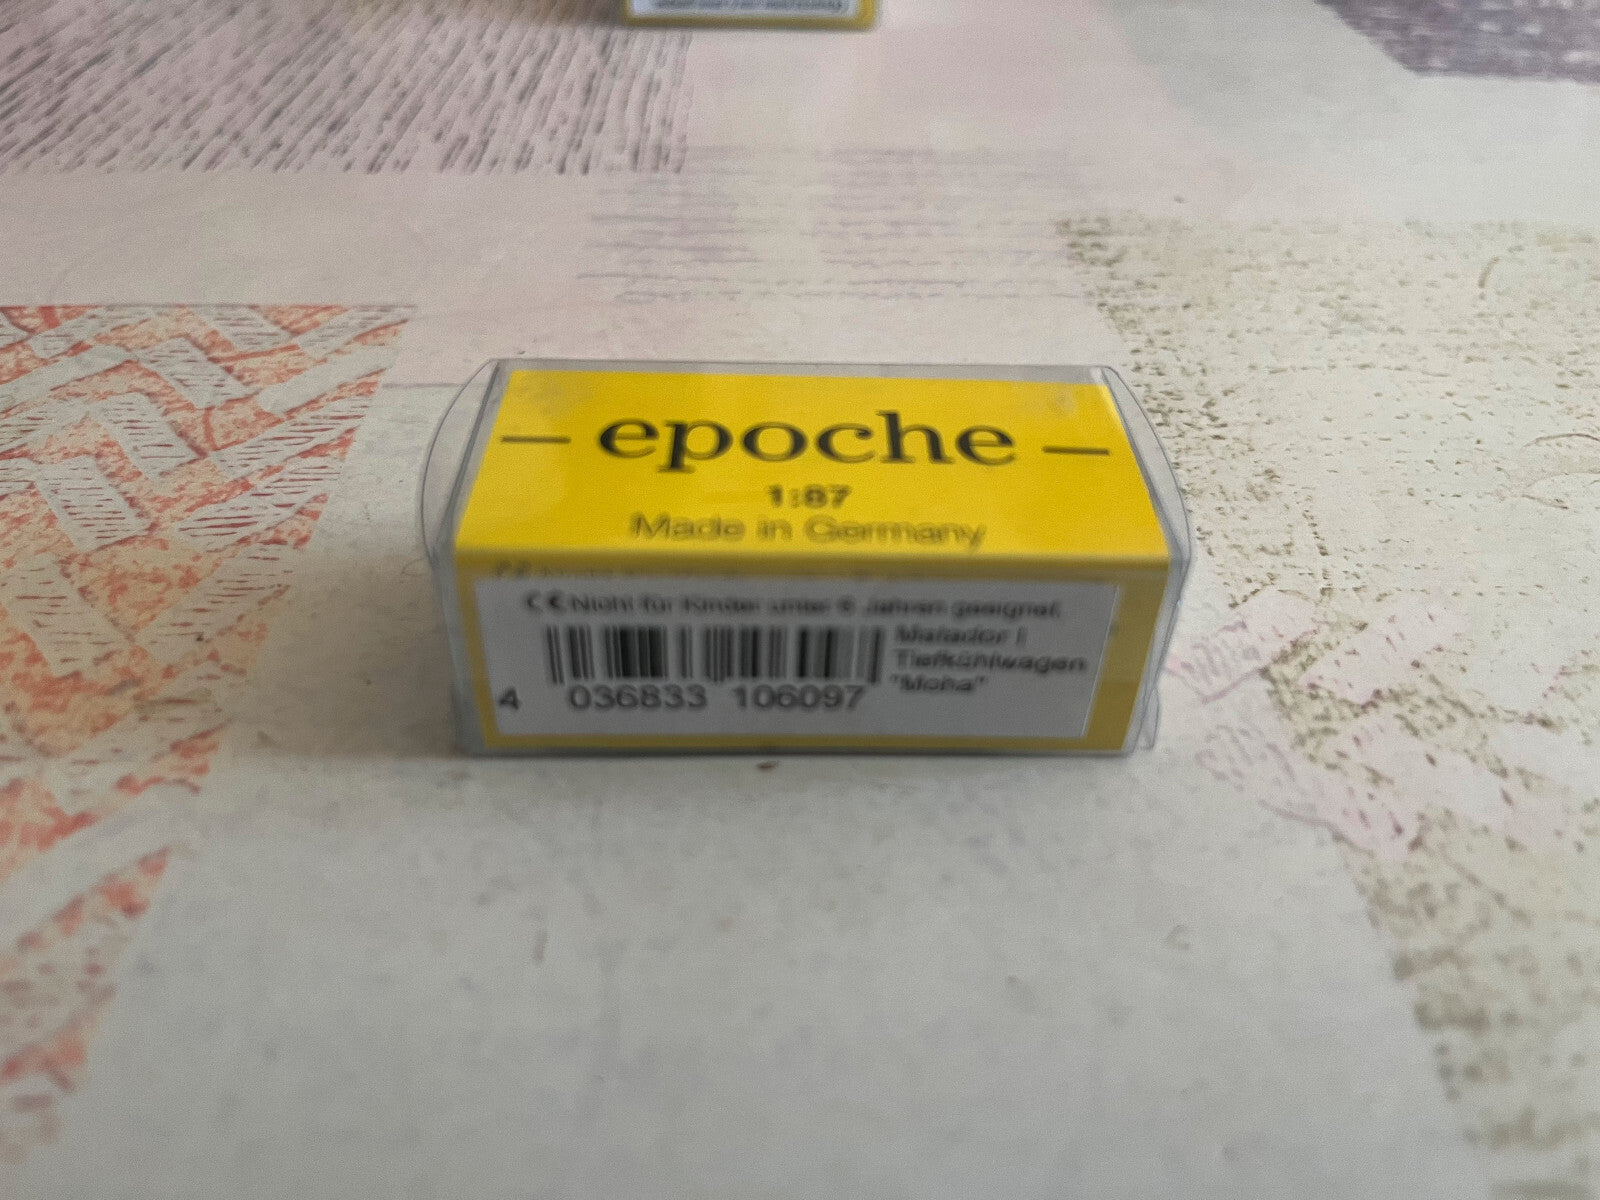 – epoche –
1:87
Made in Germany
CE Nicht für Kinder unter 6 Jahren geeignet.
Matador I
Tiefkühlwagen
"Moha"
4 036833 106097